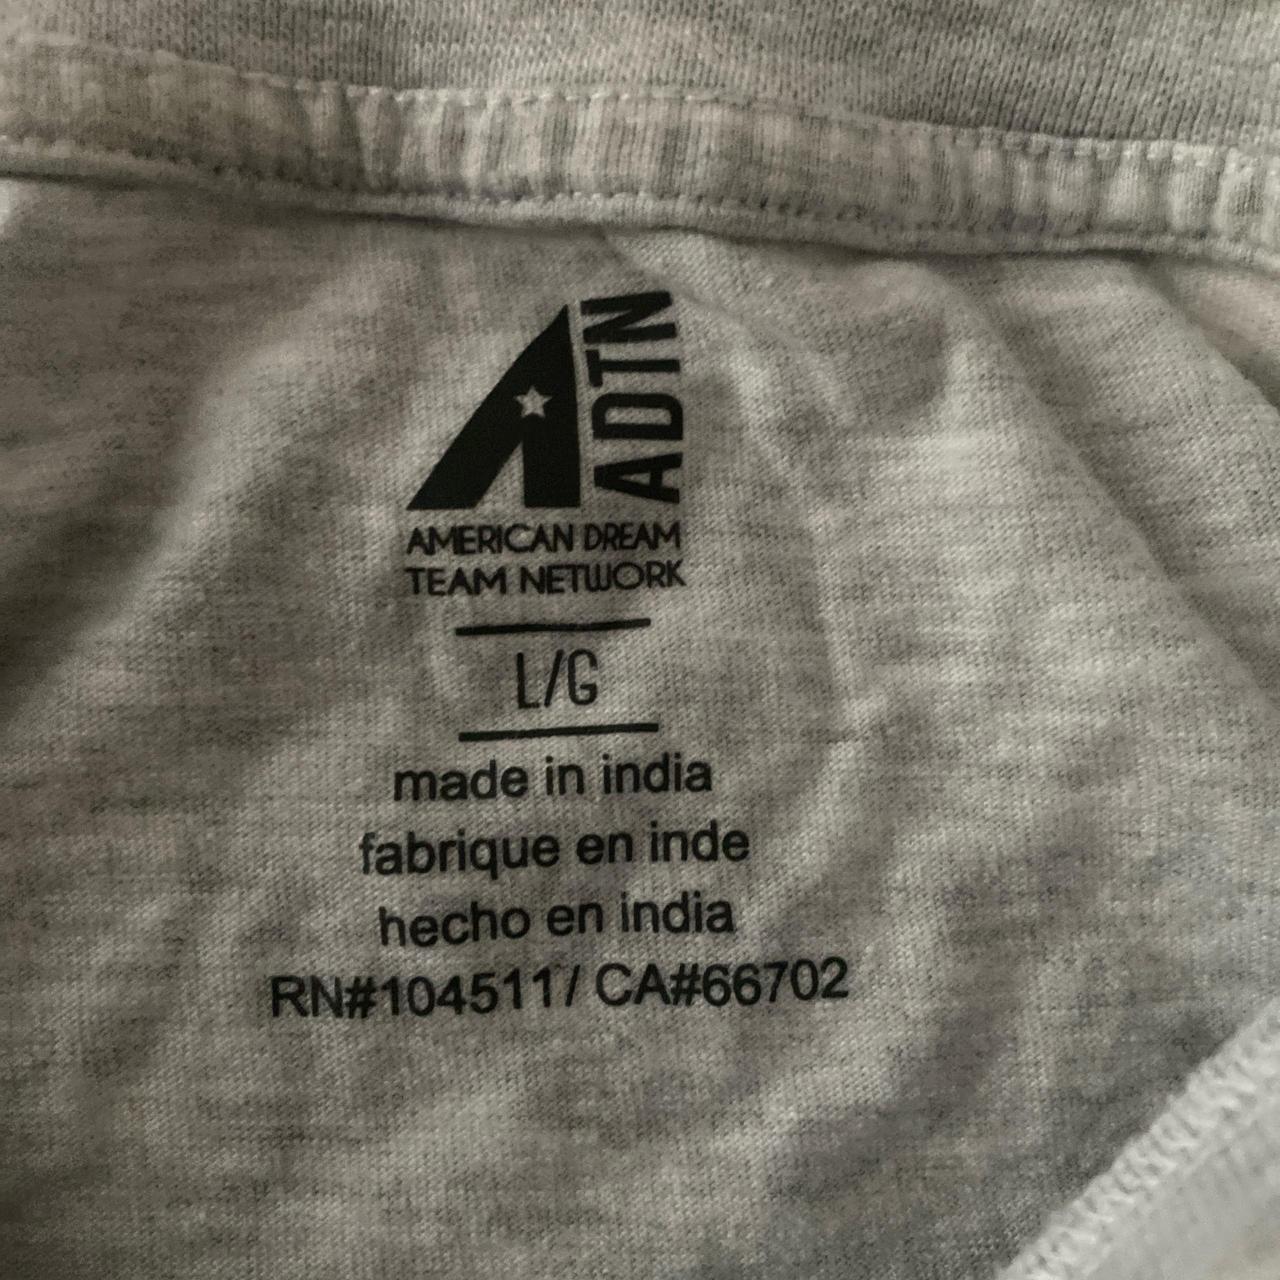 ADTN
AMERICAN DREAM
TEAM NETWORK
L/G
made in india
fabrique en inde
hecho en india
RN#104511/ CA#66702